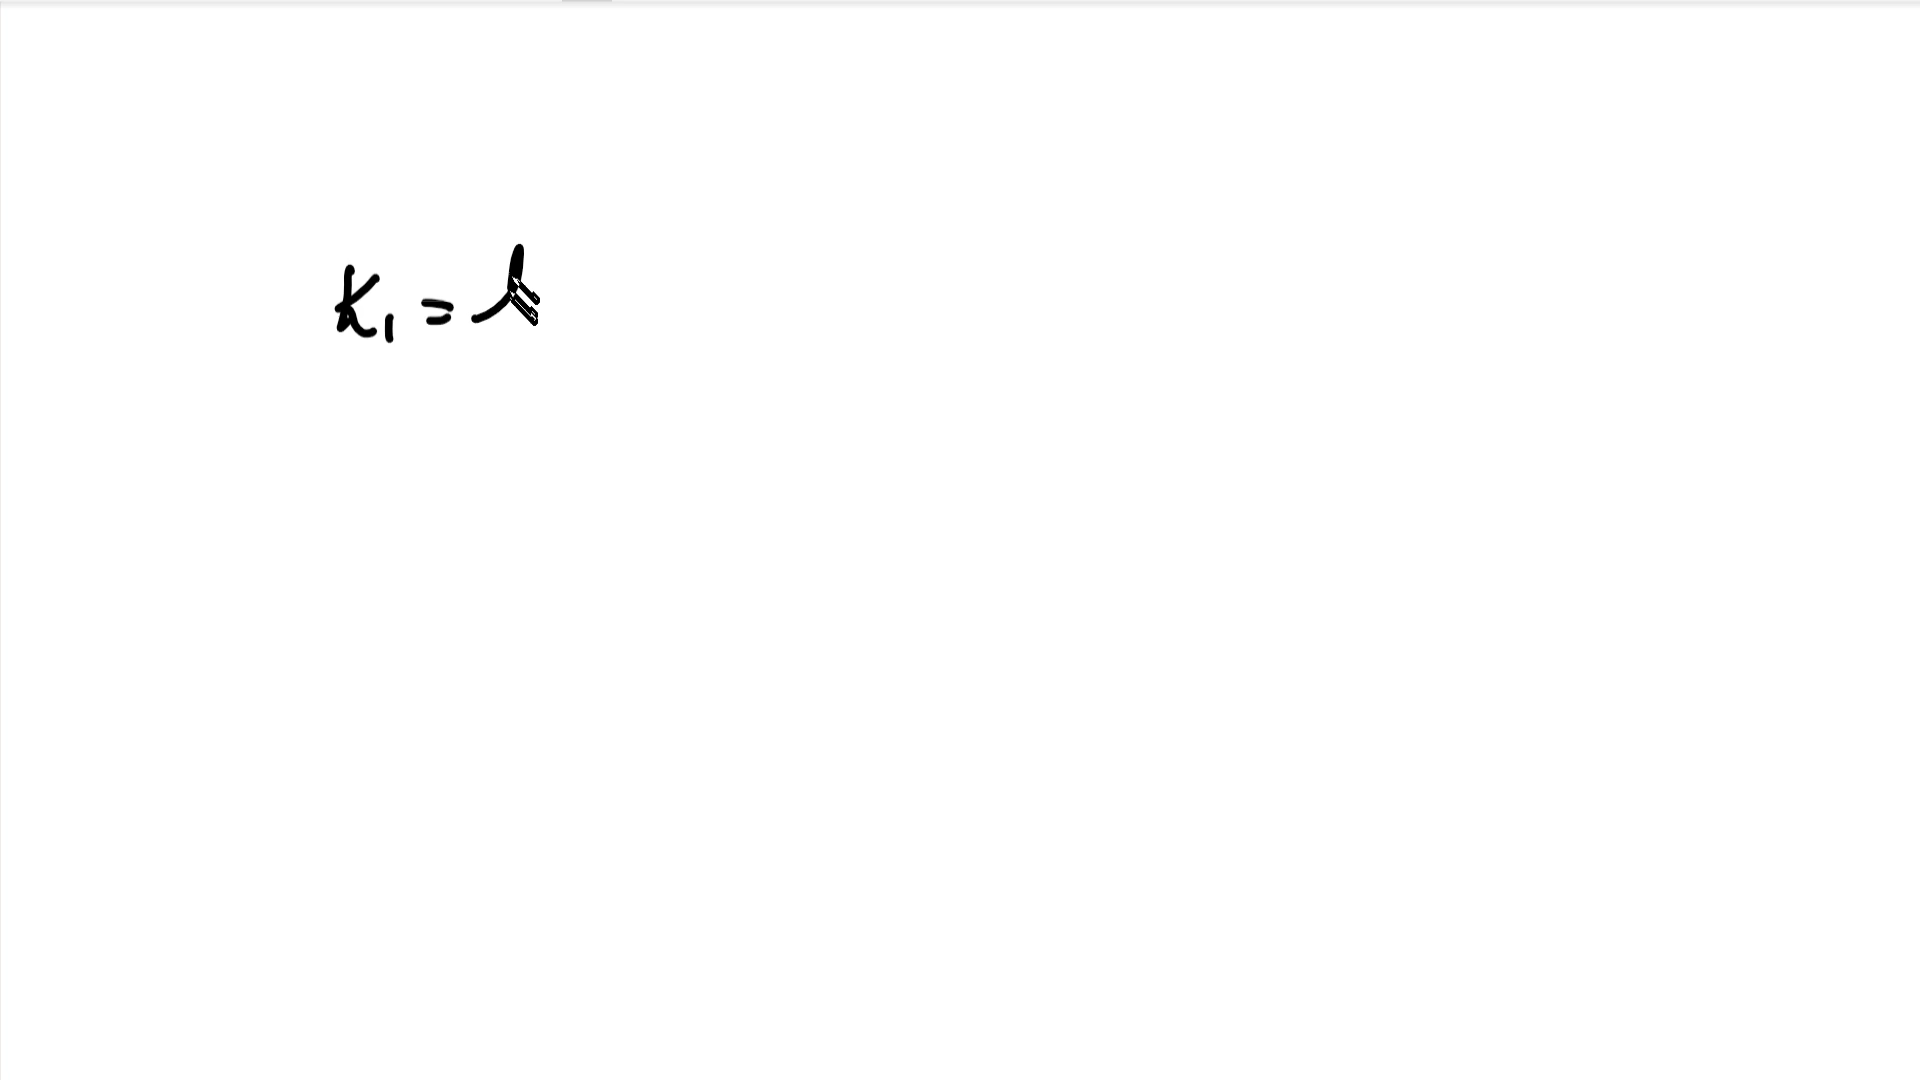 K₁ =